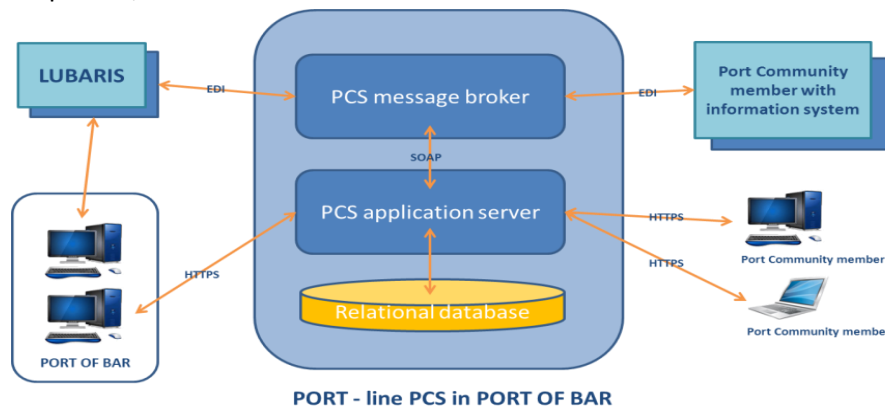 LUBARIS
EDI
PCS message broker
EDI
Port Community
member with
information system
SOAP
PCS application server
HTTPS
HTTPS
HTTPS
Port Community member
Relational database
Port Community member
PORT OF BAR
PORT - line PCS in PORT OF BAR